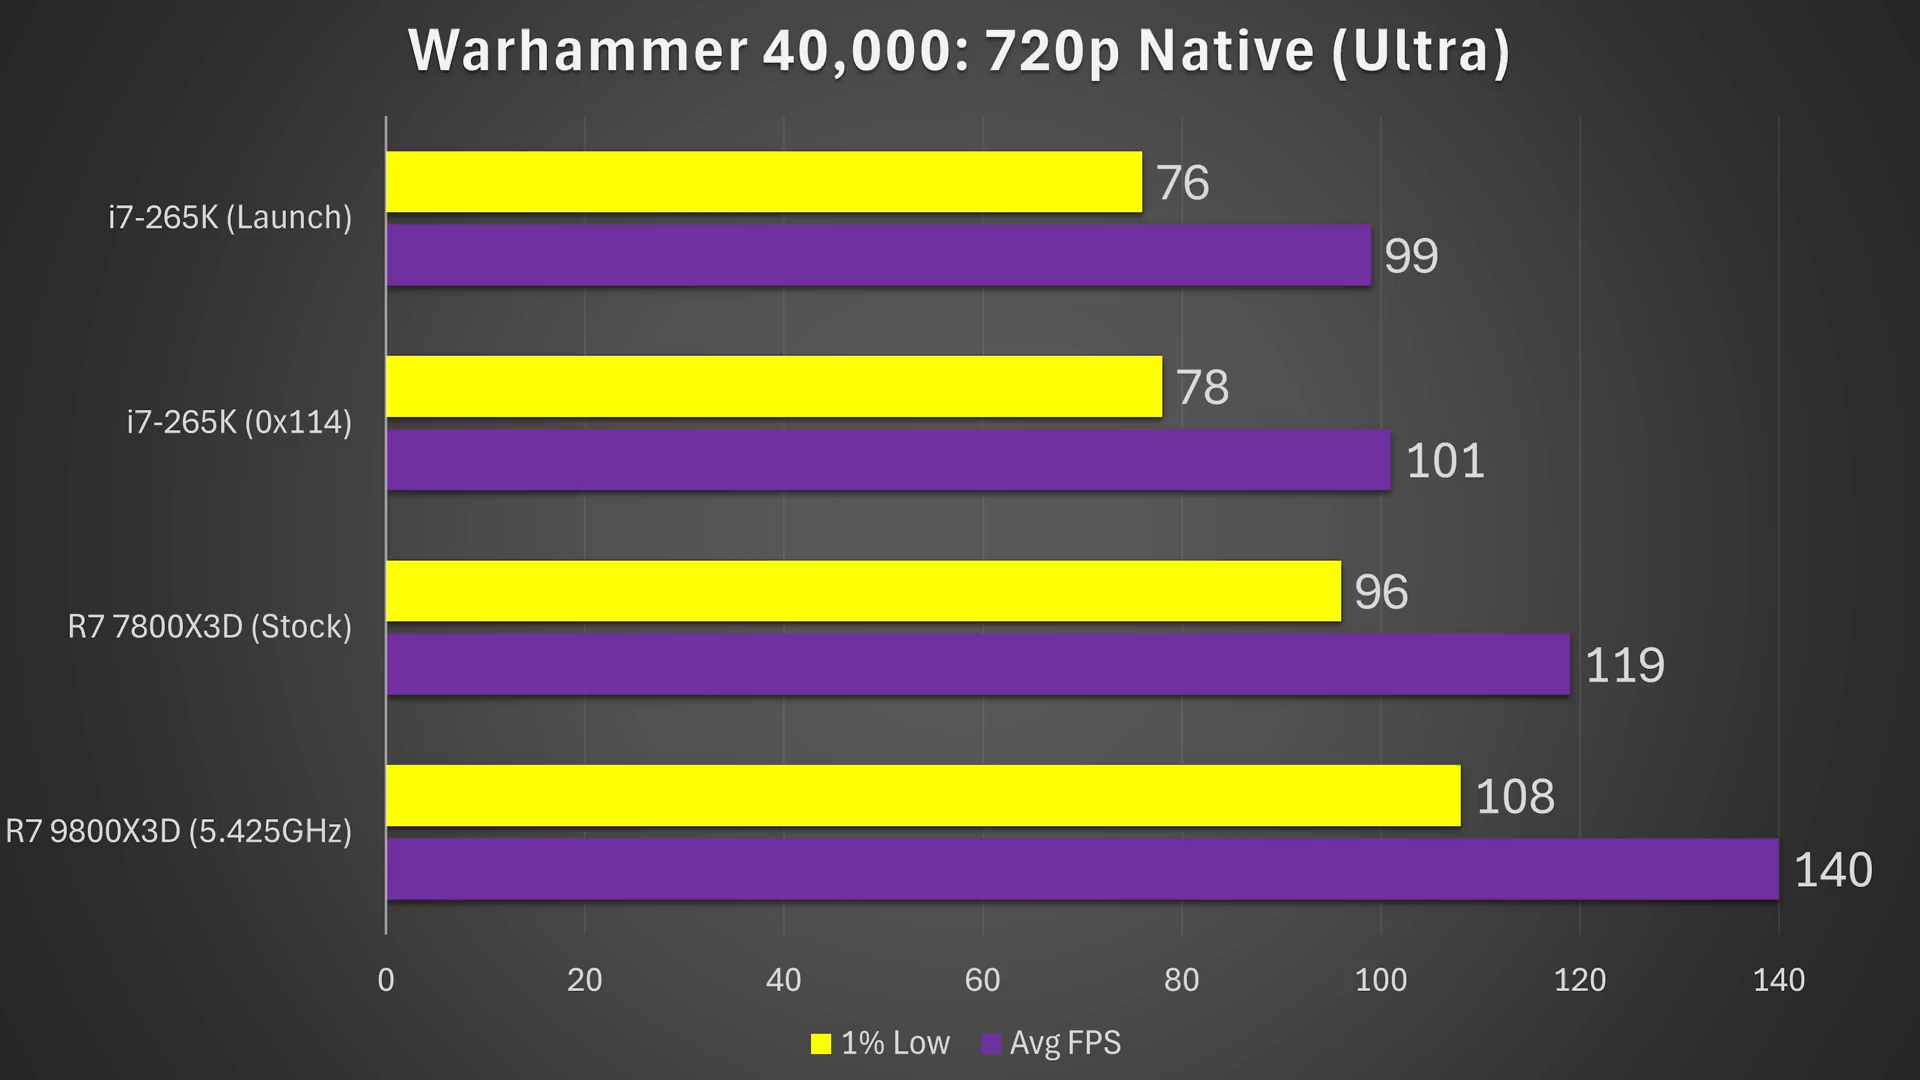 Warhammer 40,000: 720p Native (Ultra)
i7-265K (Launch)
76
99
i7-265K (0x114)
78
101
R7 7800X3D (Stock)
96
119
R7 9800X3D (5.425GHz)
108
140
0 20 40 60 80 100 120 140
1% Low Avg FPS